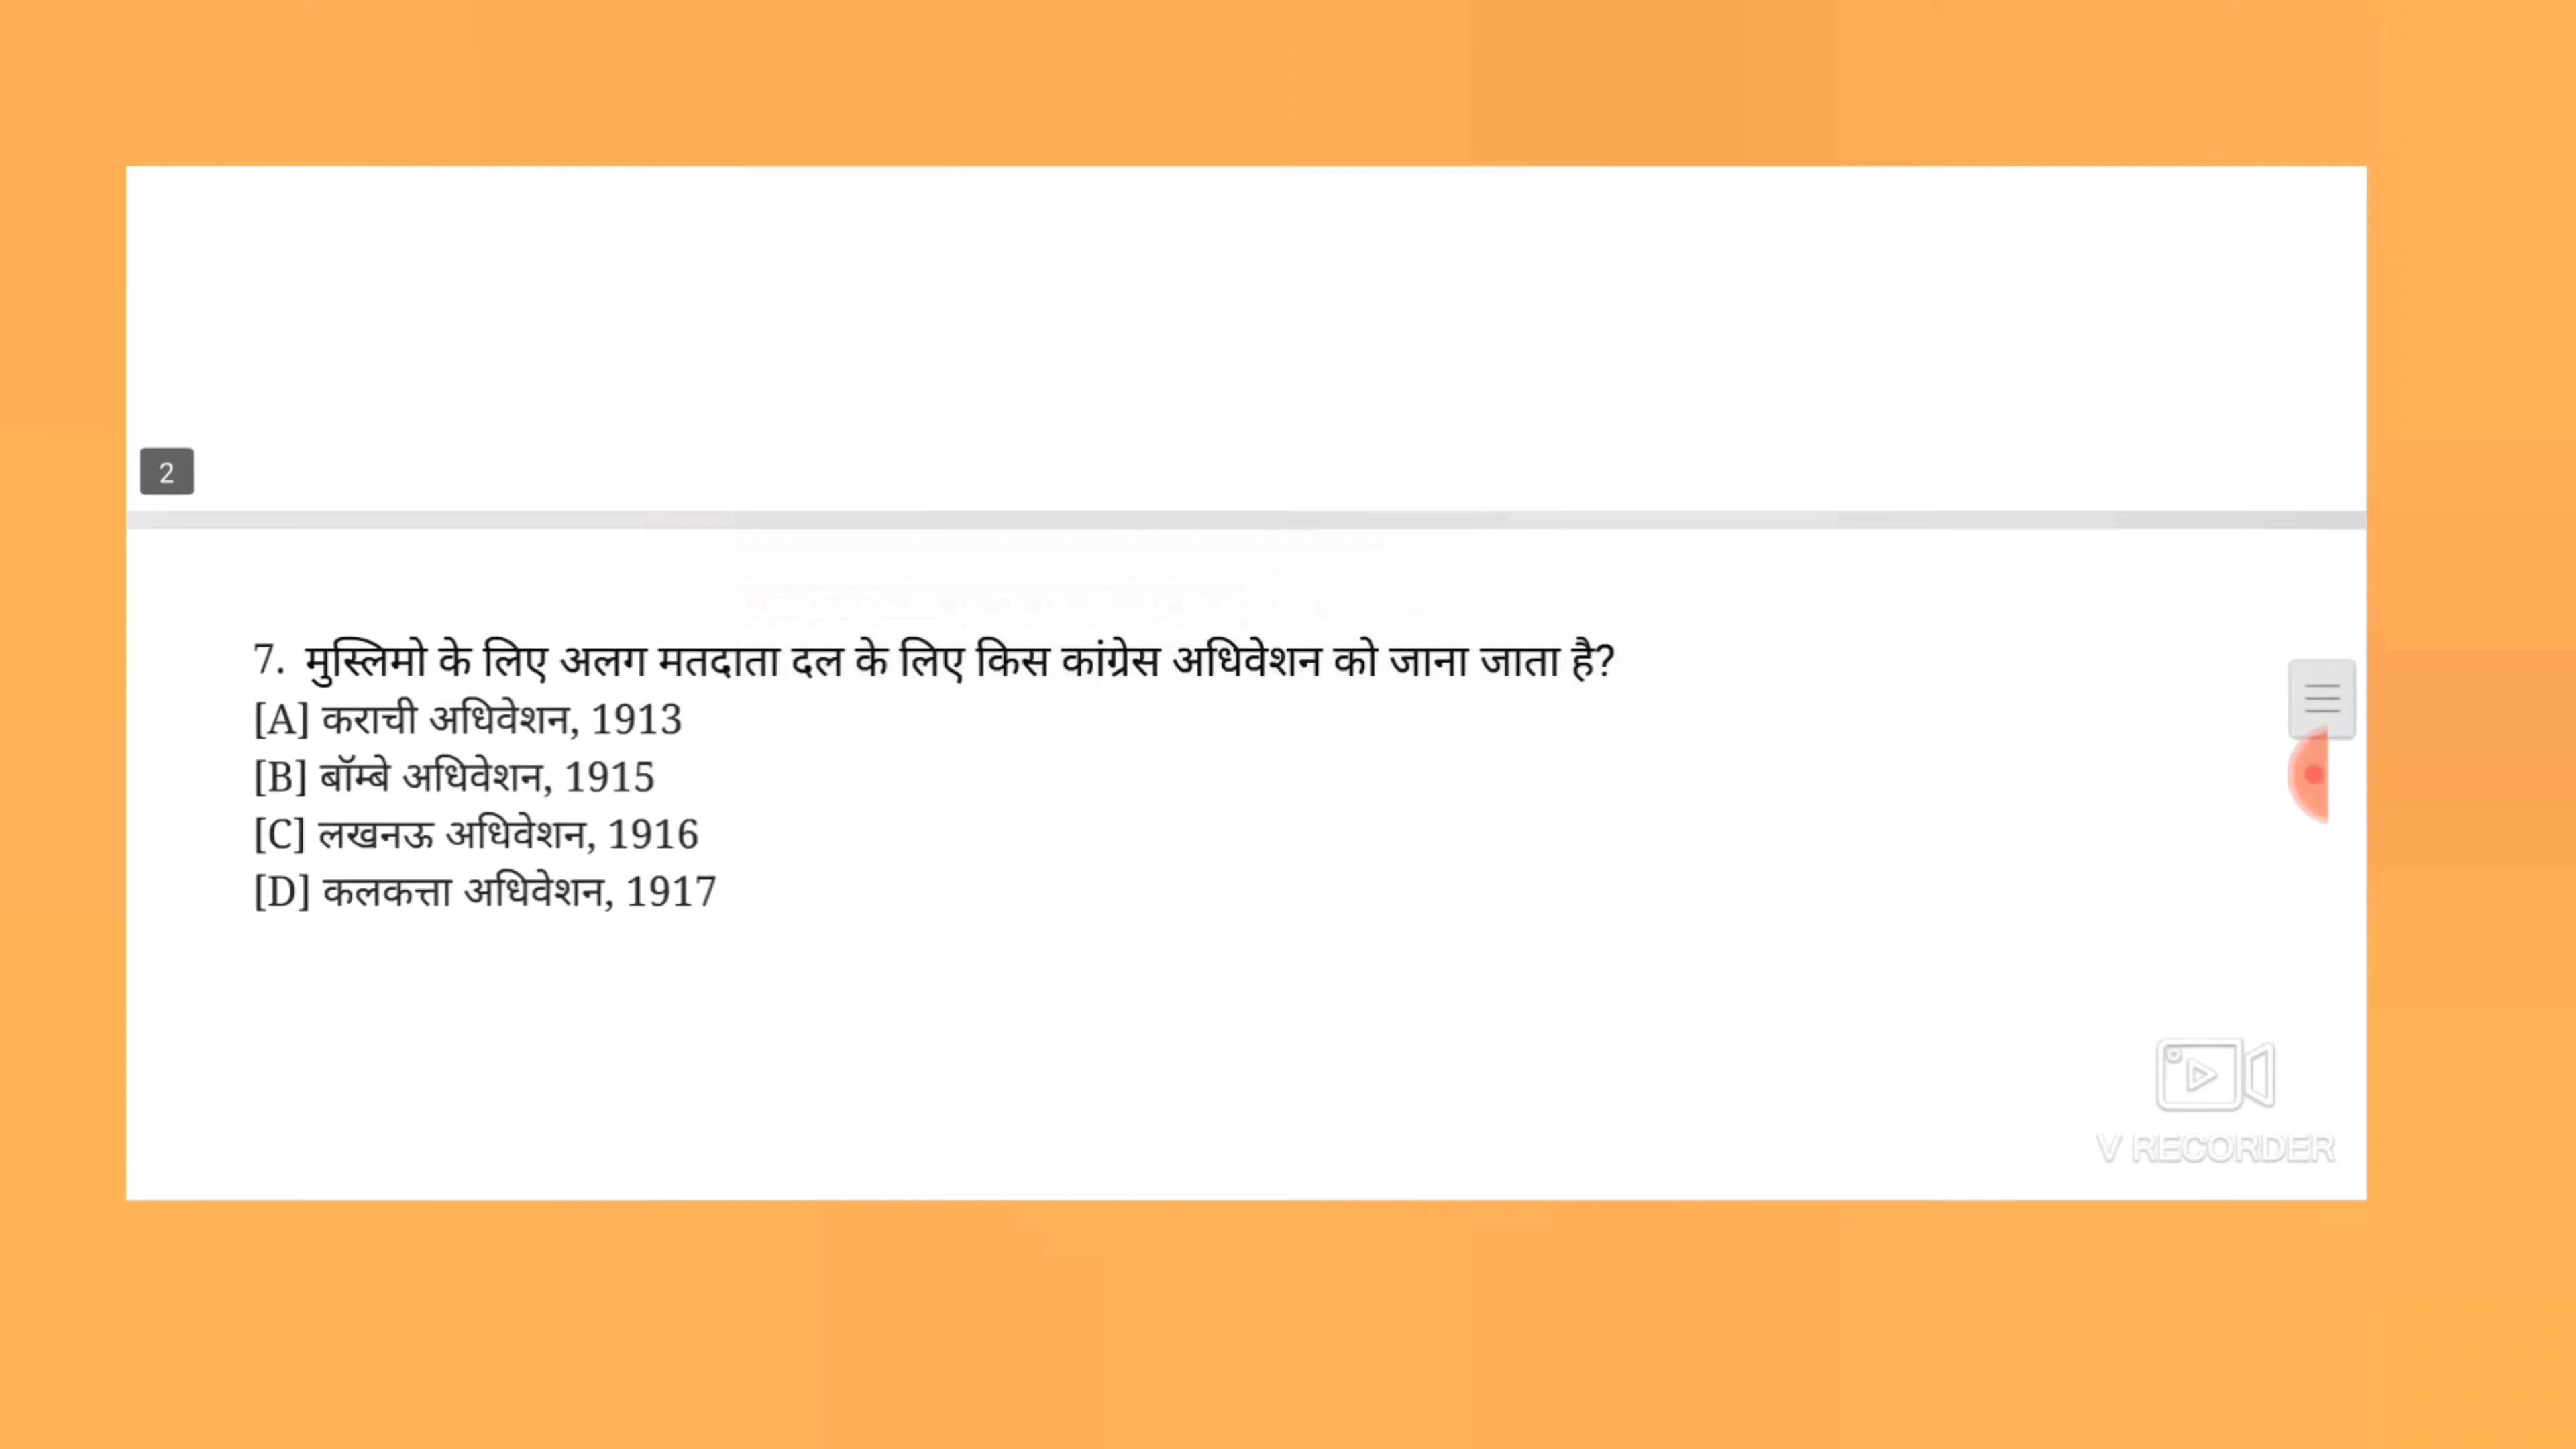 2
7. मुस्लिमो के लिए अलग मतदाता दल के लिए किस कांग्रेस अधिवेशन को जाना जाता है?
[A] कराची अधिवेशन, 1913
[B] बॉम्बे अधिवेशन, 1915
[C] लखनऊ अधिवेशन, 1916
[D] कलकत्ता अधिवेशन, 1917
V RECORDER